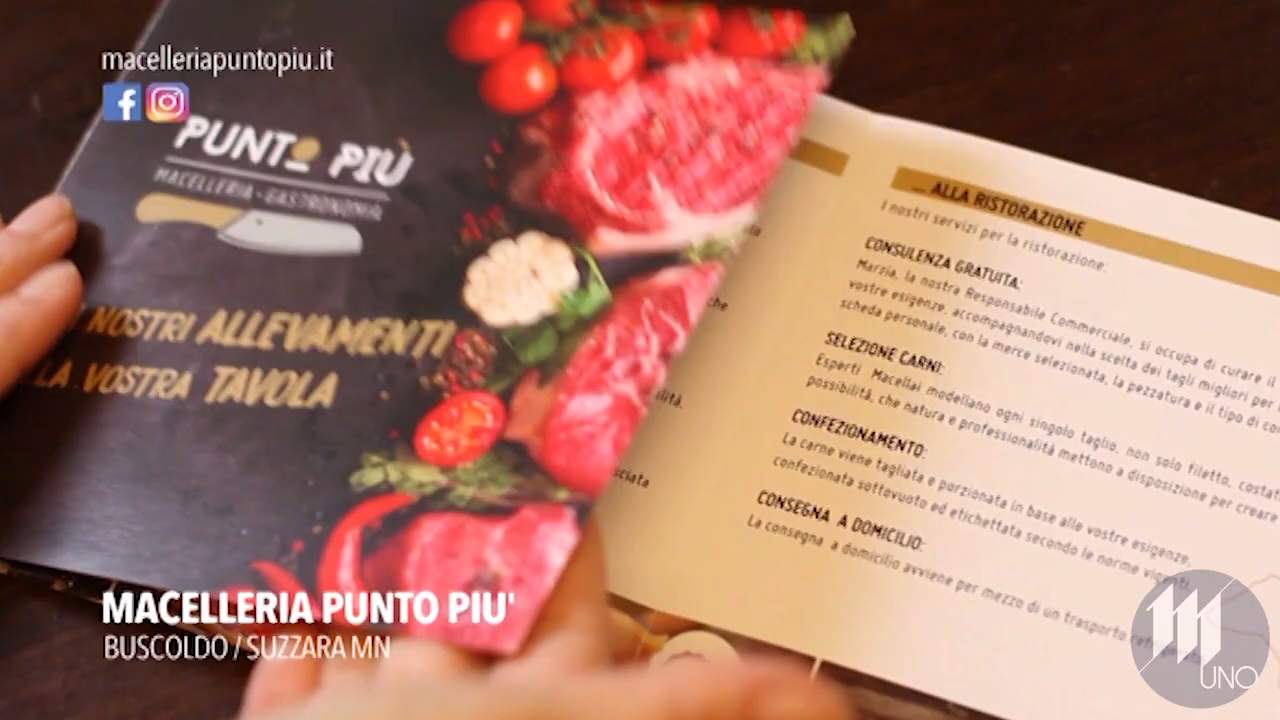 macelleriapuntopiu.it
PUNTO PIÙ
MACELLERIA - GASTRONOMIA
NOSTRI ALLEVAMENTI
VOSTRA TAVOLA
... ALLA RISTORAZIONE
I nostri servizi per la ristorazione:
CONSULENZA GRATUITA:
Marzia, la nostra Responsabile Commerciale, si occupa di curare il
vostre esigenze, accompagnandovi nella scelta dei tagli migliori per
scheda personale, con la merce selezionata, la pezzatura e il tipo di
SELEZIONE CARNI:
Esperti Macellai modellano ogni singolo taglio, non solo filetto,
possibilità, che natura e professionalità mettono a disposizione per creare
CONFEZIONAMENTO:
La carne viene tagliata e porzionata in base alle vostre esigenze,
confezionata sottovuoto ed etichettata secondo le norme
CONSEGNA A DOMICILIO:
La consegna a domicilio avviene per mezzo di un trasporto
MACELLERIA PUNTO PIU'
BUSCOLDO / SUZZARA MN
UNO